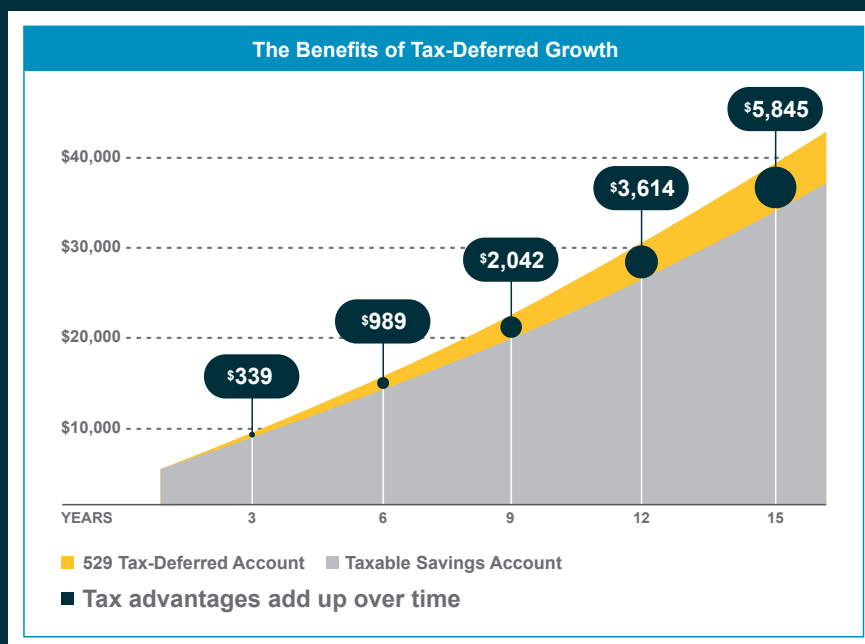 The Benefits of Tax-Deferred Growth
$5,845
$40,000
$3,614
$30,000
$2,042
$989
$20,000
$339
$10,000
YEARS 3 6 9 12 15
529 Tax-Deferred Account Taxable Savings Account
Tax advantages add up over time